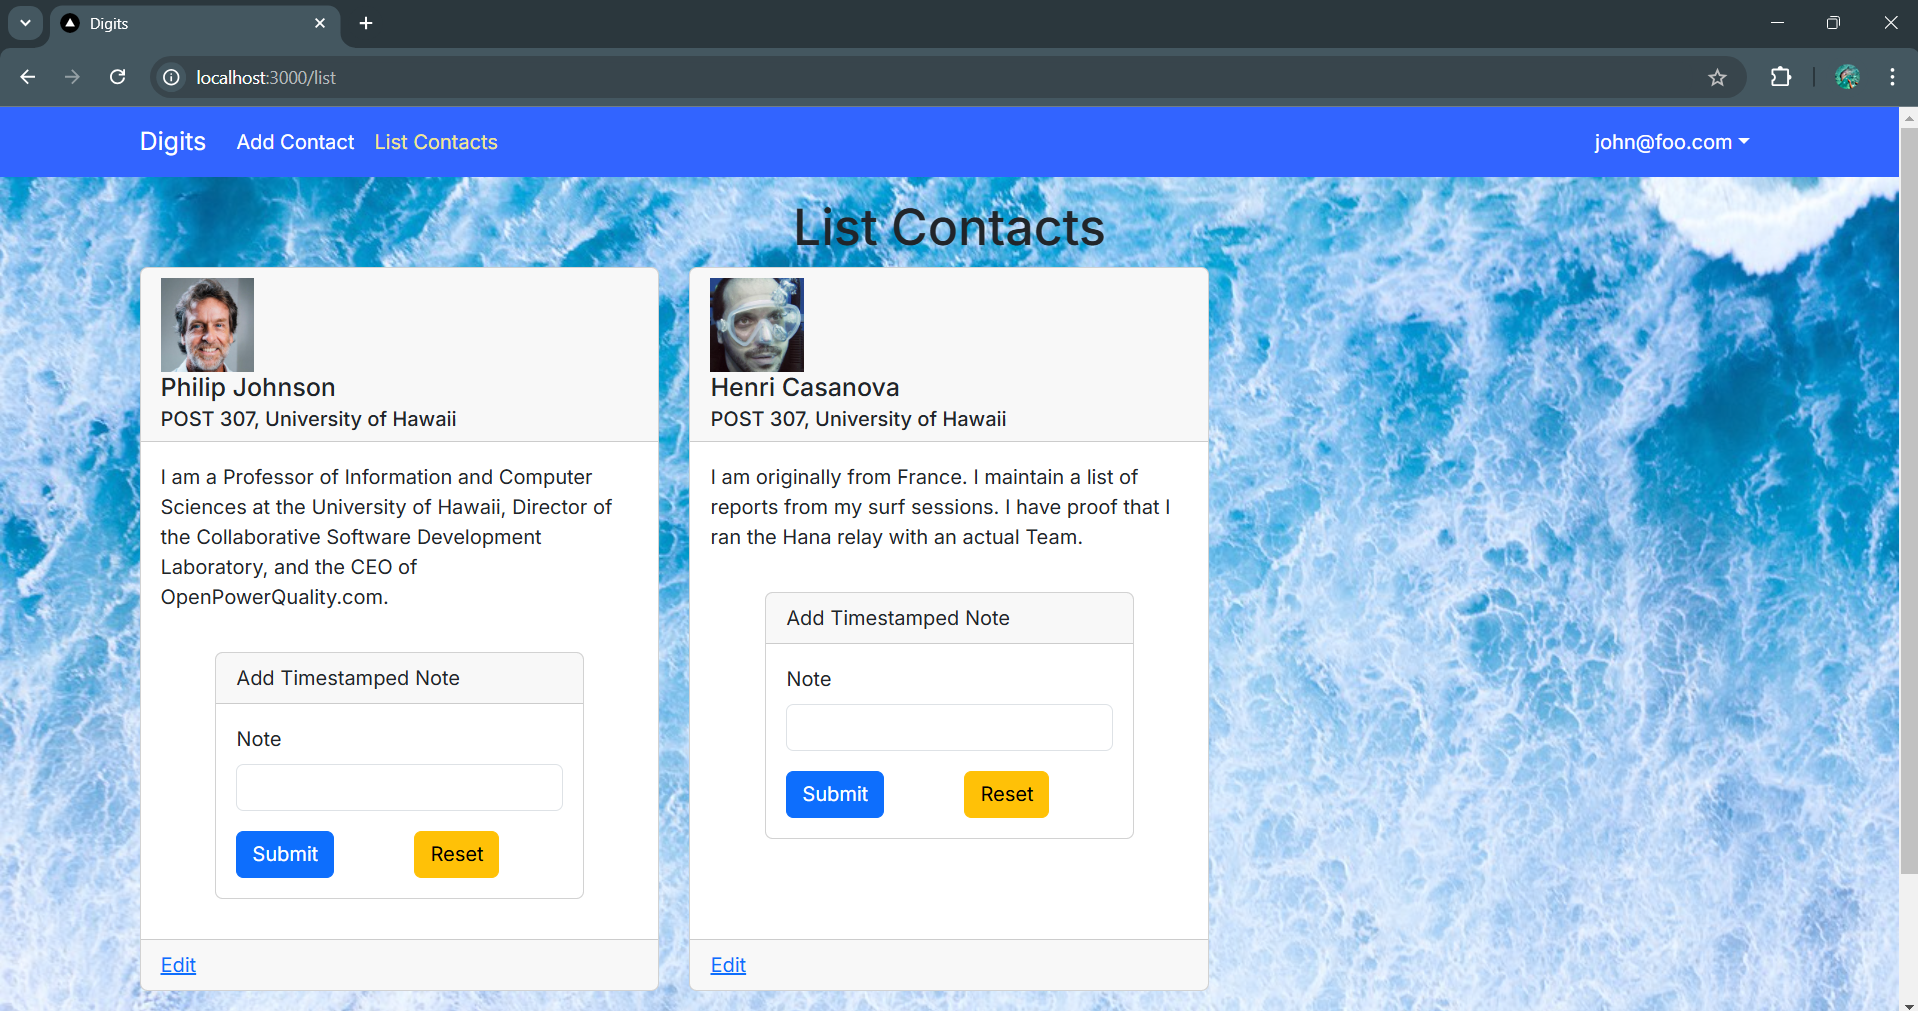 Digits
localhost:3000/list
Digits Add Contact List Contacts john@foo.com
List Contacts
Philip Johnson
POST 307, University of Hawaii
I am a Professor of Information and Computer
Sciences at the University of Hawaii, Director of
the Collaborative Software Development
Laboratory, and the CEO of
OpenPowerQuality.com.
Add Timestamped Note
Note
Submit Reset
Edit
Henri Casanova
POST 307, University of Hawaii
I am originally from France. I maintain a list of
reports from my surf sessions. I have proof that I
ran the Hana relay with an actual Team.
Add Timestamped Note
Note
Submit Reset
Edit